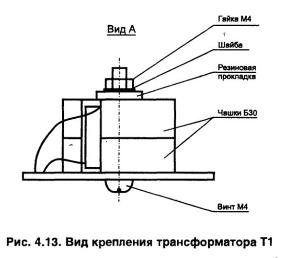 Вид А
Гайка М4
Шайба
Резиновая
прокладка
Чашки Б30
Винт М4
Рис. 4.13. Вид крепления трансформатора Т1